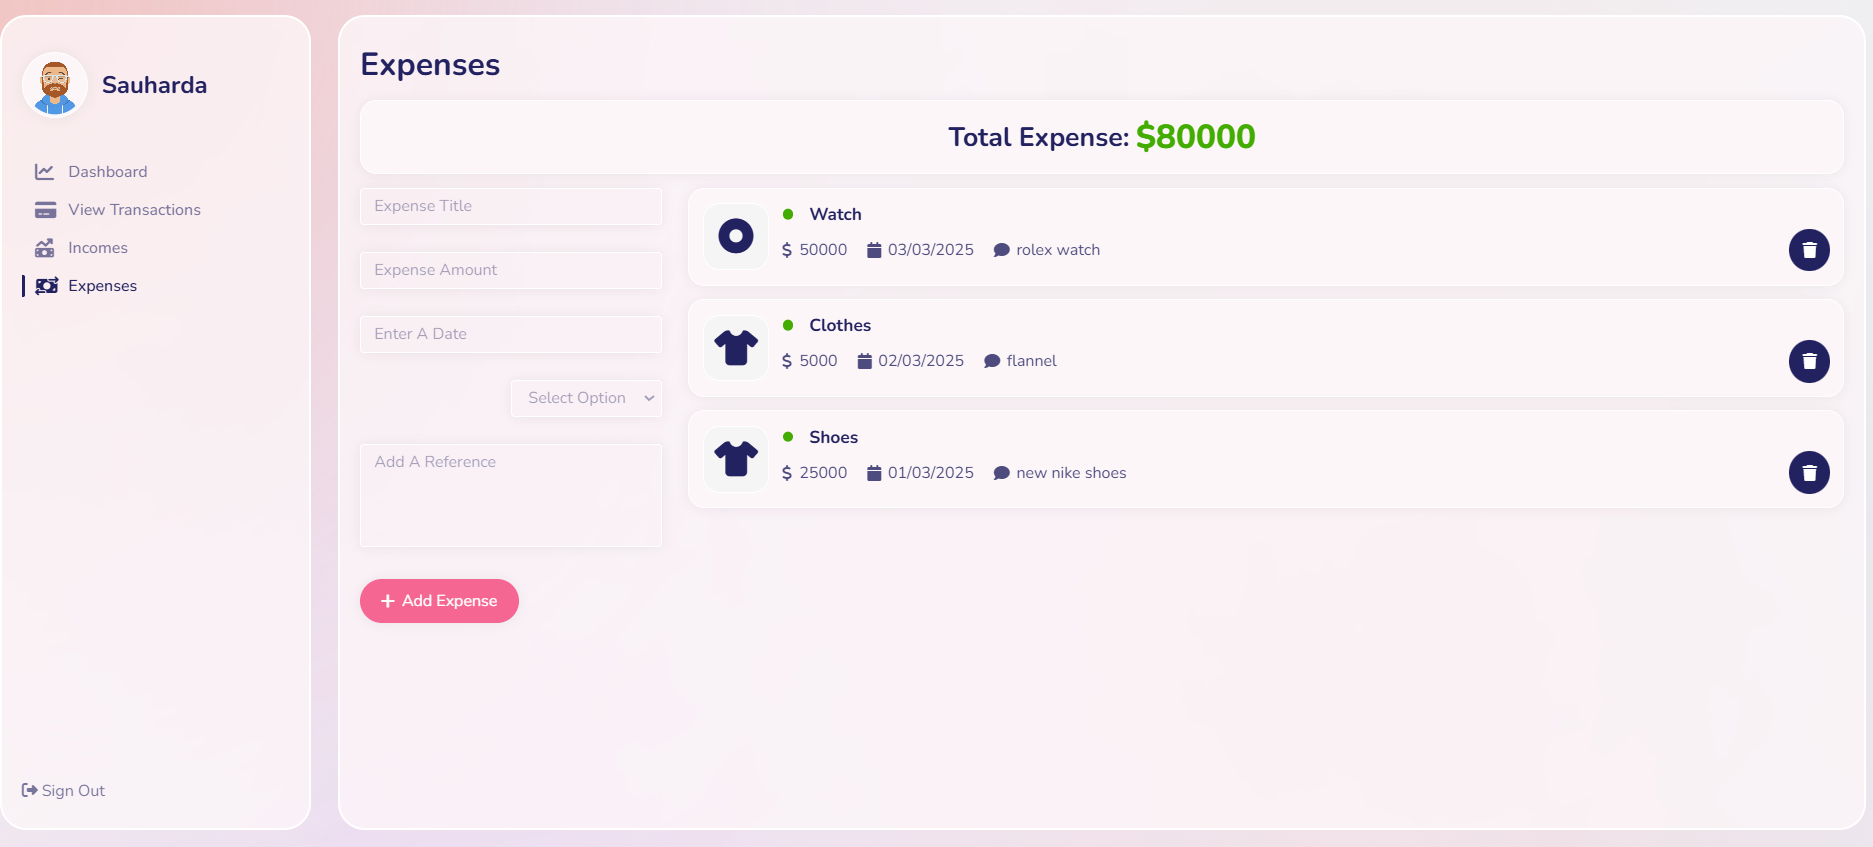 Sauharda
Dashboard
View Transactions
Incomes
Expenses
Sign Out
Expenses
Total Expense: $80000
Expense Title
Expense Amount
Enter A Date
Select Option
Add A Reference
+ Add Expense
Watch
$ 50000 03/03/2025 rolex watch
Clothes
$ 5000 02/03/2025 flannel
Shoes
$ 25000 01/03/2025 new nike shoes